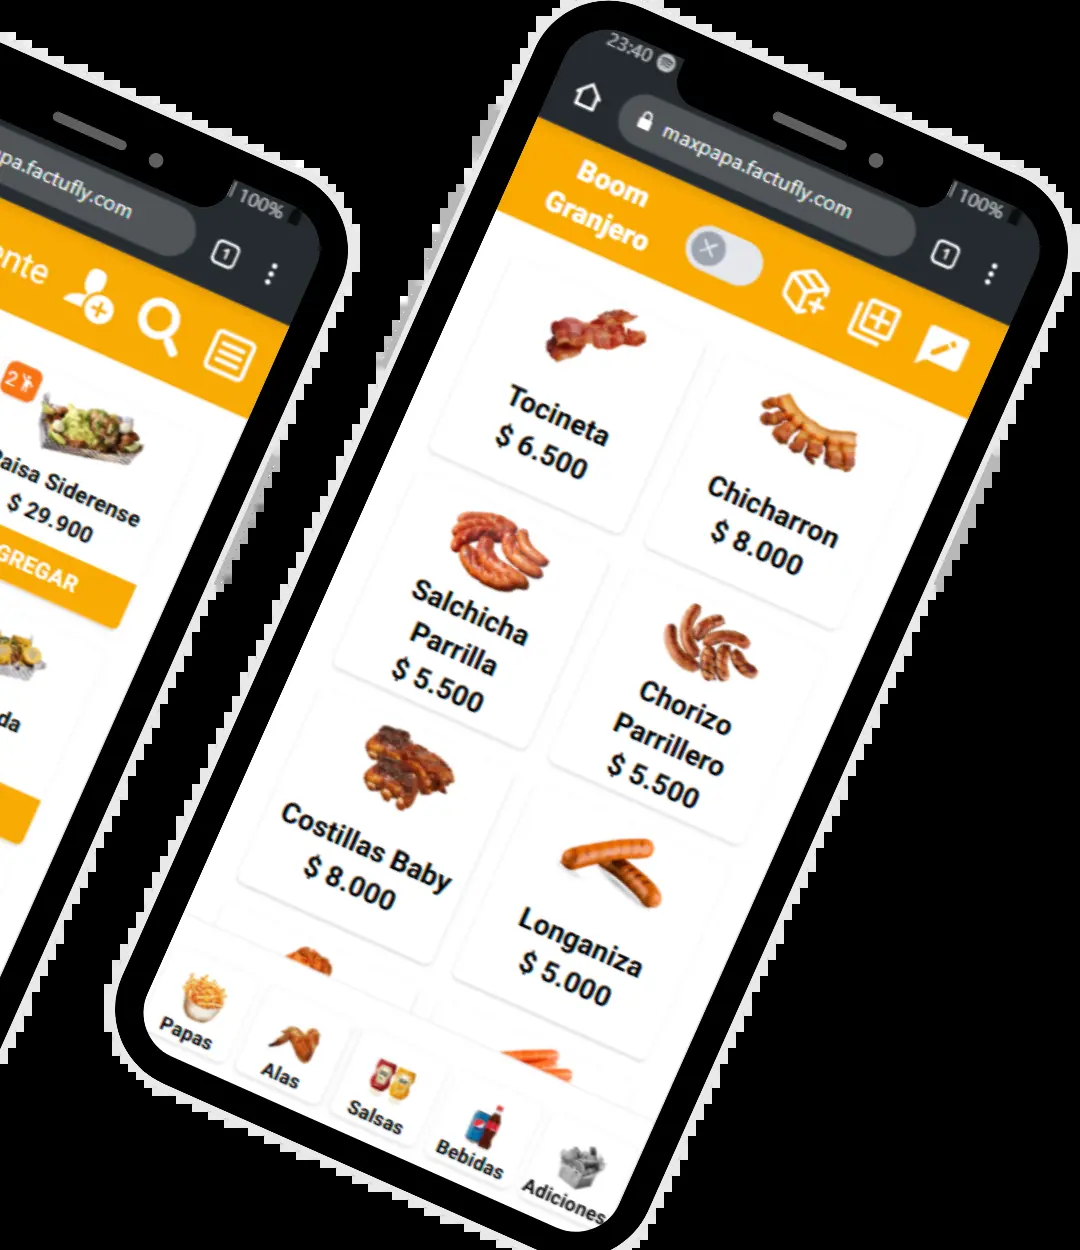 pa.factufly.com
100%
1
ente
2
aisa Siderense
$ 29.900
GREGAR
da
23:40
maxpapa.factufly.com
100%
1
Boom
Granjero
Tocineta
$ 6.500
Chicharron
$ 8.000
Salchicha
Parrilla
$ 5.500
Chorizo
Parrillero
$ 5.500
Costillas Baby
$ 8.000
Longaniza
$ 5.000
Papas
Alas
Salsas
Bebidas
Adiciones